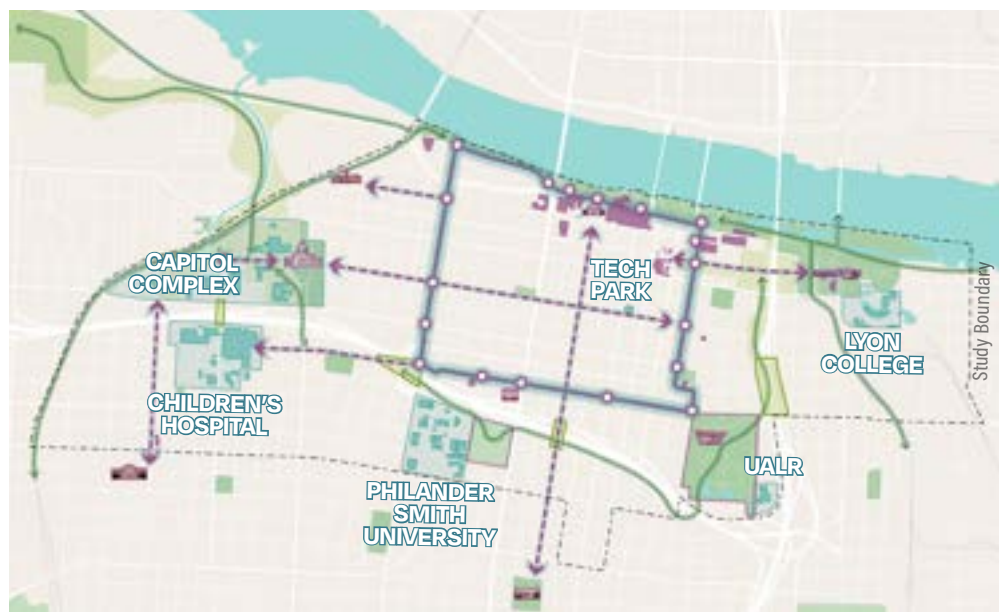 CAPITOL
COMPLEX
TECH
PARK
Study Boundary
LYON
COLLEGE
CHILDREN'S
HOSPITAL
UALR
PHILANDER
SMITH
UNIVERSITY